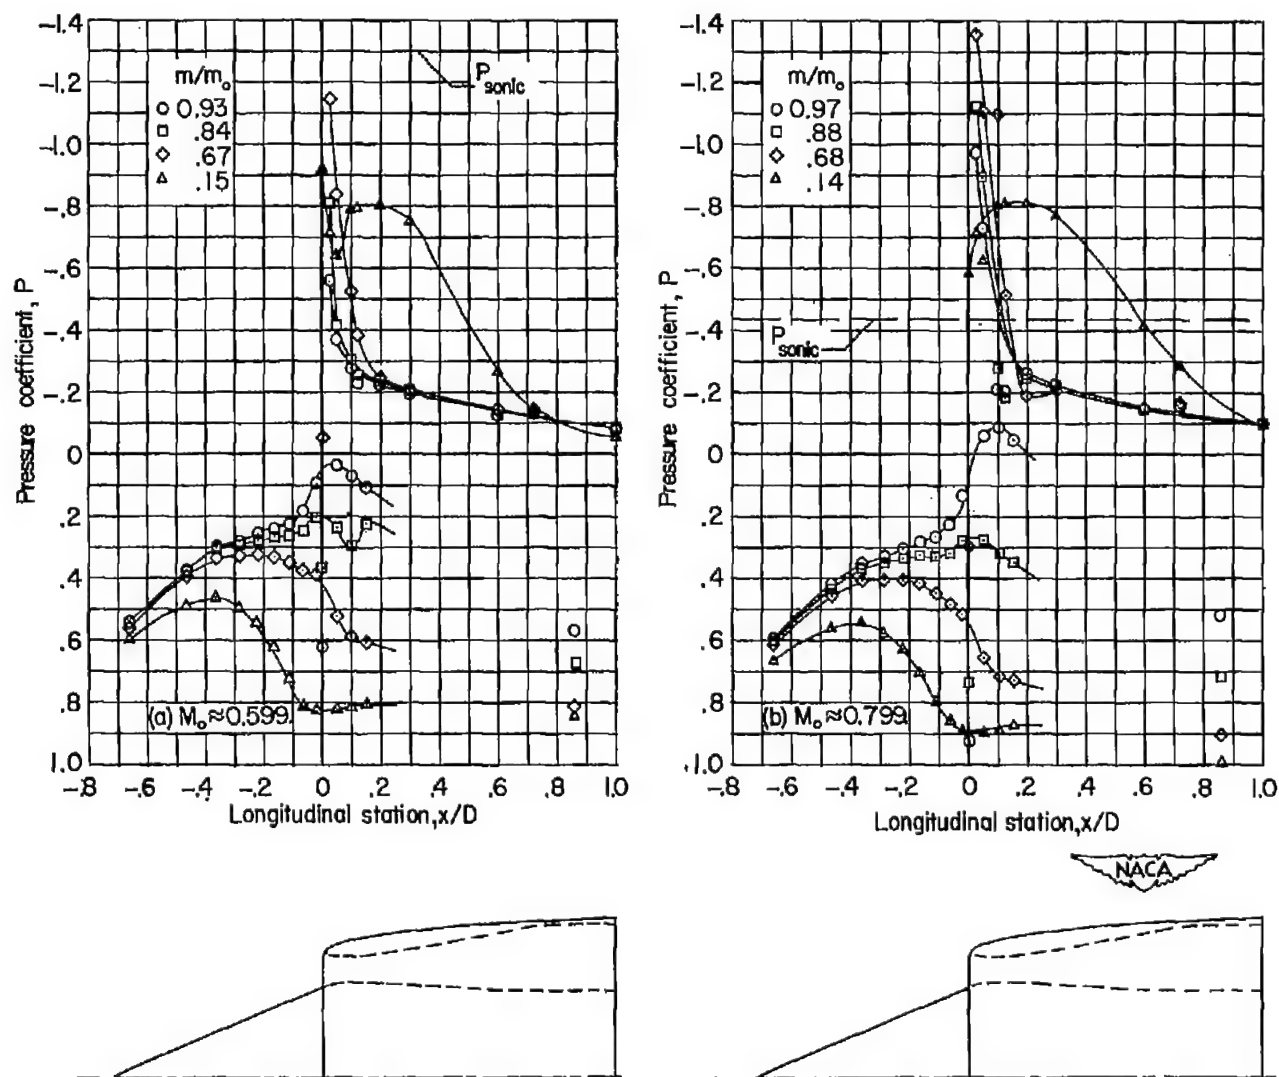 -1.4
-1.2
-1.0
-.8
-.6
-.4
-.2
0
.2
.4
.6
.8
1.0
Pressure coefficient, P
m/m₀
0.93
.84
.67
.15
P sonic
(a) M₀≈0.599.
-.8 -.6 -.4 -.2 0 .2 .4 .6 .8 1.0
Longitudinal station, x/D
-1.4
-1.2
-1.0
-.8
-.6
-.4
-.2
0
.2
.4
.6
.8
1.0
Pressure coefficient, P
m/m₀
0.97
.88
.68
.14
P sonic
(b) M₀≈0.799.
-.8 -.6 -.4 -.2 0 .2 .4 .6 .8 1.0
Longitudinal station, x/D
NACA